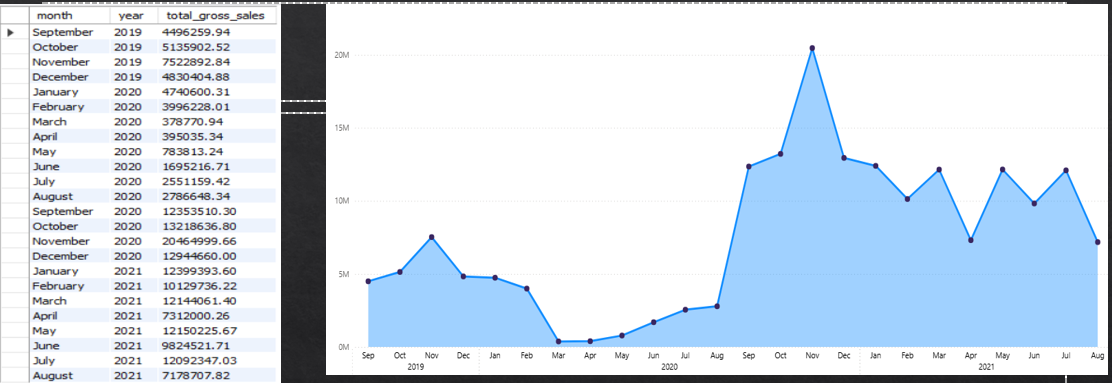 month year total_gross_sales
September 2019 4496259.94
October 2019 5135902.52
November 2019 7522892.84
December 2019 4830404.88
January 2020 4740600.31
February 2020 3996228.01
March 2020 378770.94
April 2020 395035.34
May 2020 783813.24
June 2020 1695216.71
July 2020 2551159.42
August 2020 2786648.34
September 2020 12353510.30
October 2020 13218636.80
November 2020 20464999.66
December 2020 12944660.00
January 2021 12399393.60
February 2021 10129736.22
March 2021 12144061.40
April 2021 7312000.26
May 2021 12150225.67
June 2021 9824521.71
July 2021 12092347.03
August 2021 7178707.82
20M
15M
10M
5M
0M
Sep Oct Nov Dec Jan Feb Mar Apr May Jun Jul Aug Sep Oct Nov Dec Jan Feb Mar Apr May Jun Jul Aug
2019 2020 2021